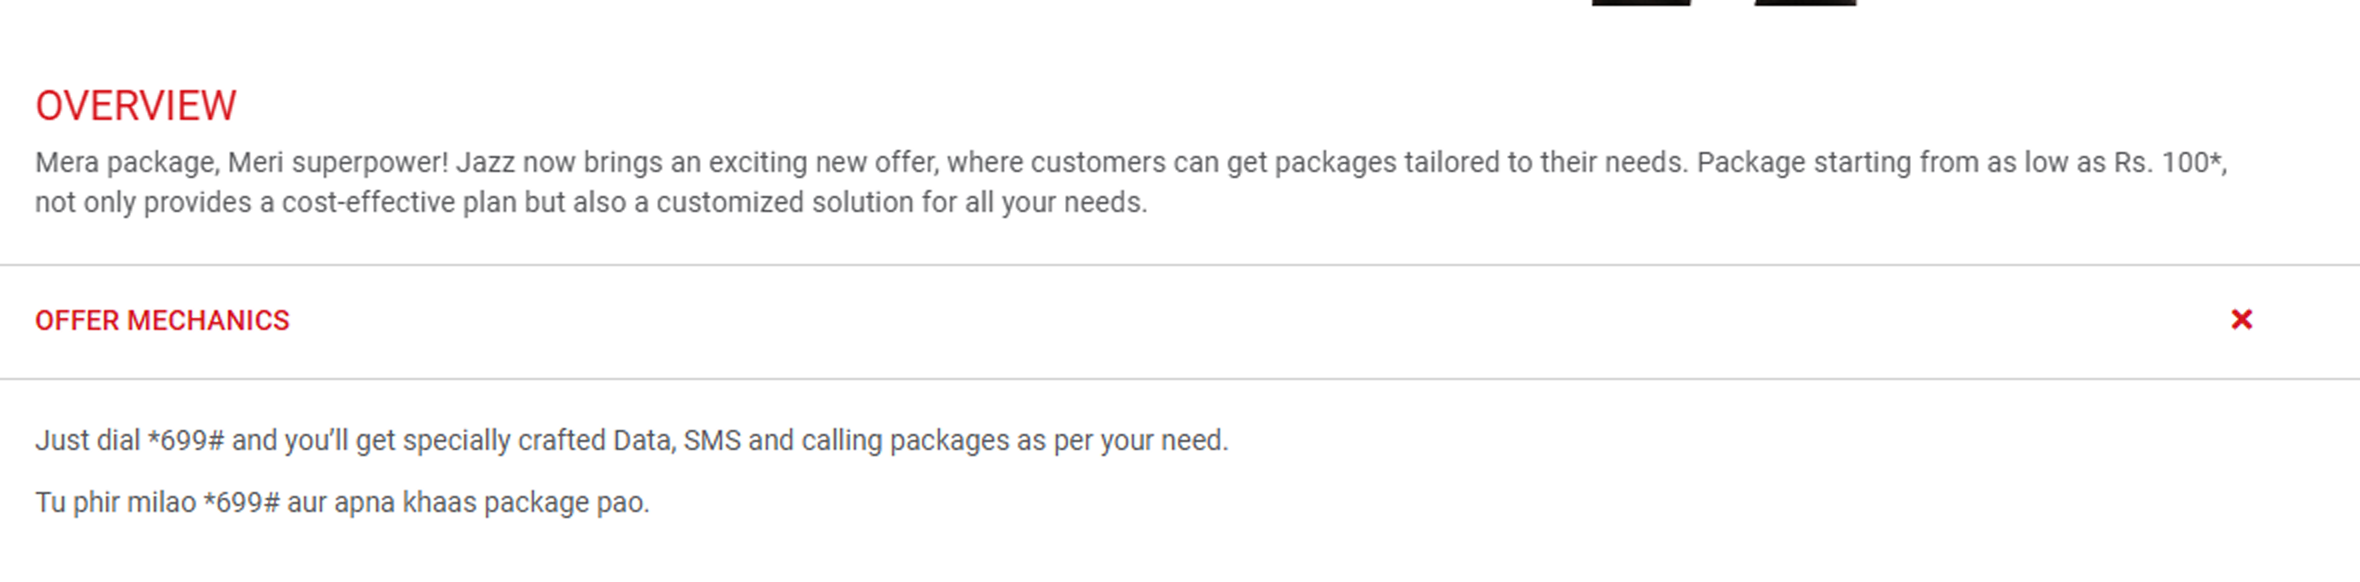 OVERVIEW
Mera package, Meri superpower! Jazz now brings an exciting new offer, where customers can get packages tailored to their needs. Package starting from as low as Rs. 100*,
not only provides a cost-effective plan but also a customized solution for all your needs.
OFFER MECHANICS
Just dial *699# and you’ll get specially crafted Data, SMS and calling packages as per your need.
Tu phir milao *699# aur apna khaas package pao.